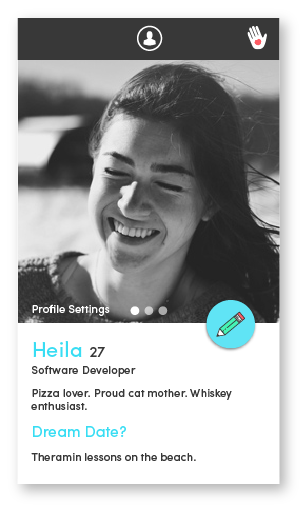 Profile Settings
Heila 27
Software Developer
Pizza lover. Proud cat mother. Whiskey
enthusiast.
Dream Date?
Theramin lessons on the beach.